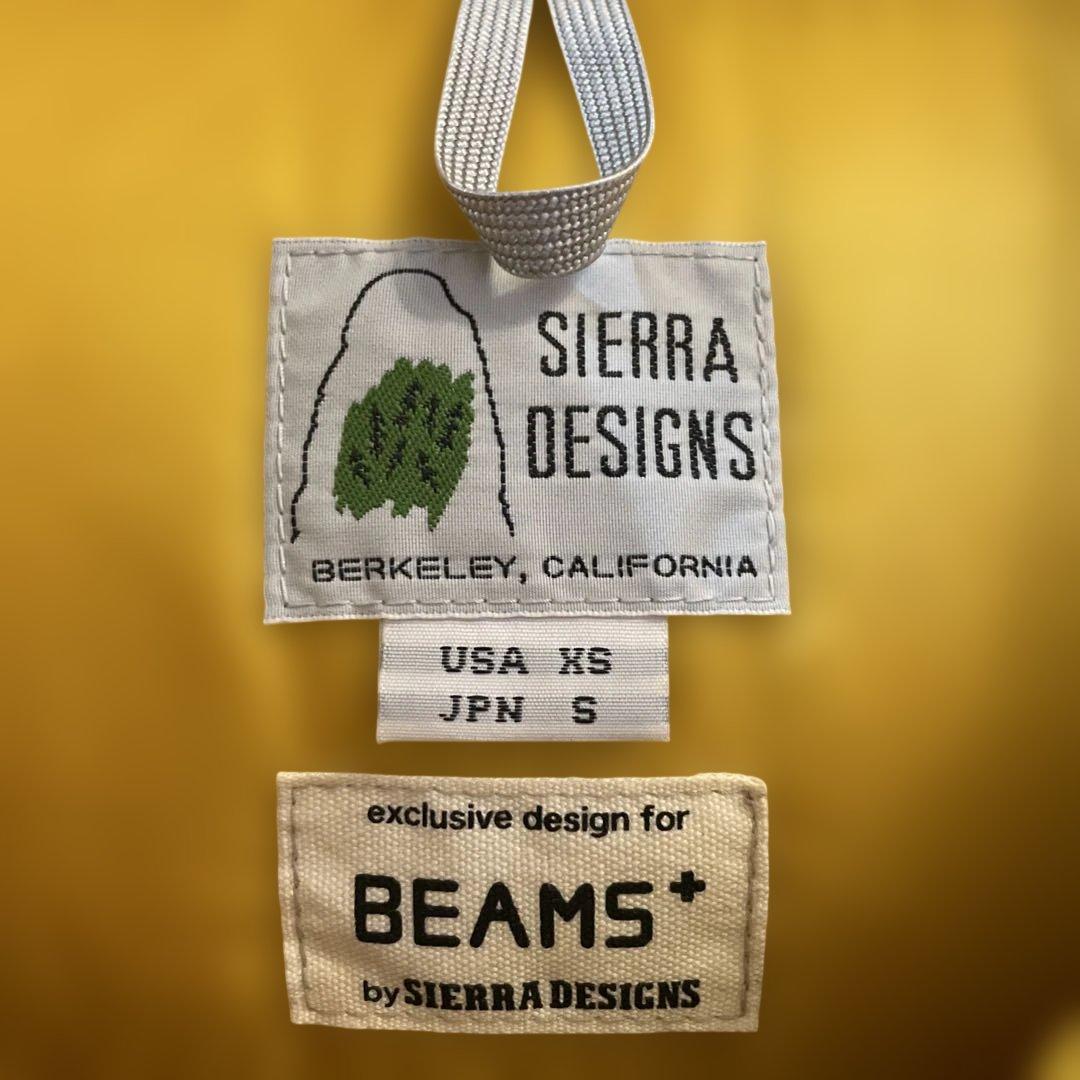 SIERRA
DESIGNS
BERKELEY, CALIFORNIA
USA XS
JPN S
exclusive design for
BEAMS+
by SIERRA DESIGNS